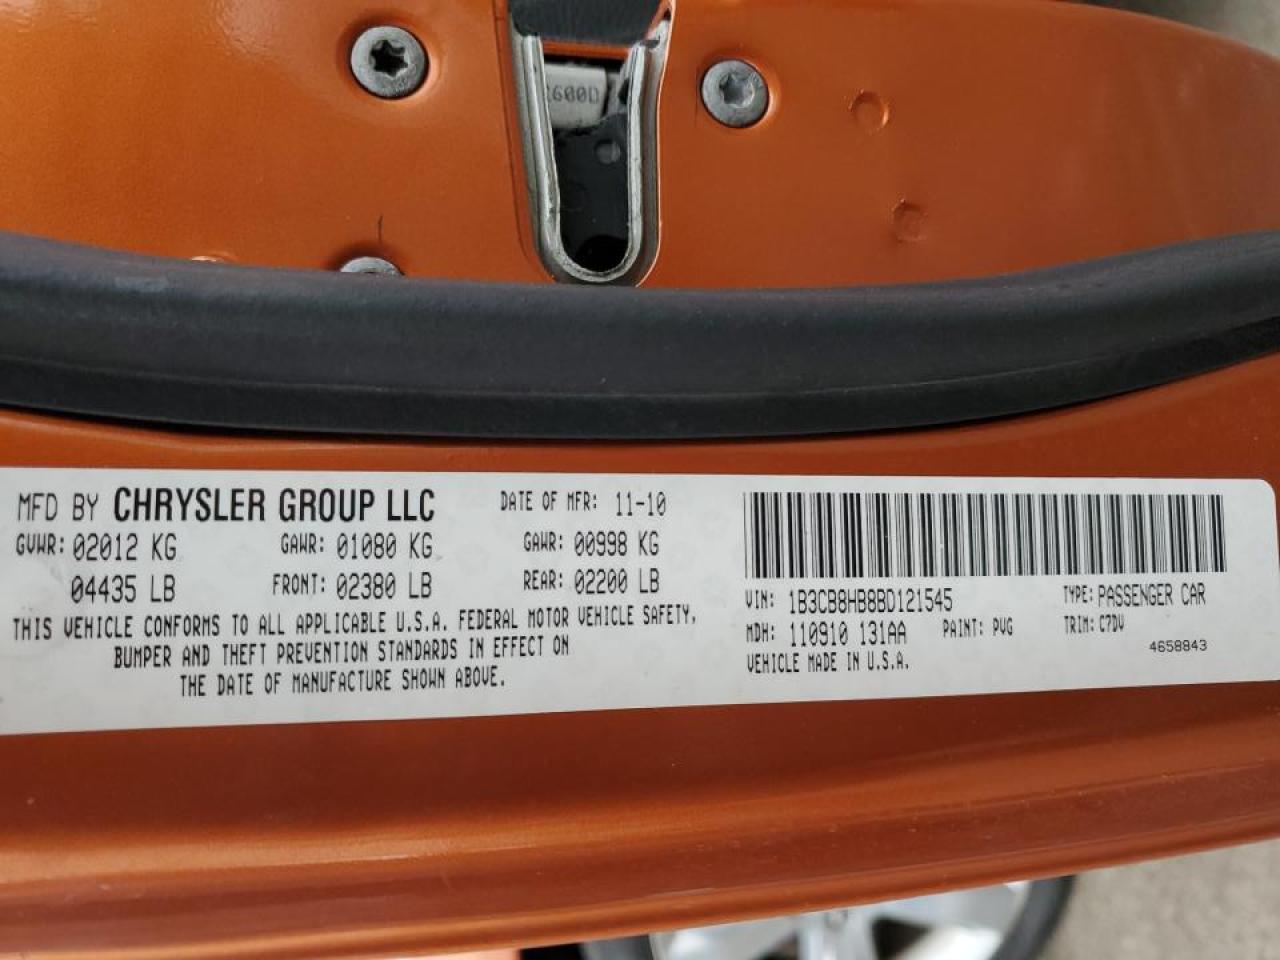 600D
MFD BY CHRYSLER GROUP LLC DATE OF MFR: 11-10
GVWR: 02012 KG GAWR: 01080 KG GAWR: 00998 KG
04435 LB FRONT: 02380 LB REAR: 02200 LB
THIS VEHICLE CONFORMS TO ALL APPLICABLE U.S.A. FEDERAL MOTOR VEHICLE SAFETY,
BUMPER AND THEFT PREVENTION STANDARDS IN EFFECT ON
THE DATE OF MANUFACTURE SHOWN ABOVE.
VIN: 1B3CB8HB8BD121545 TYPE: PASSENGER CAR
MDH: 110910 131AA PAINT: PVG TRIM: C7DV
VEHICLE MADE IN U.S.A. 4658843